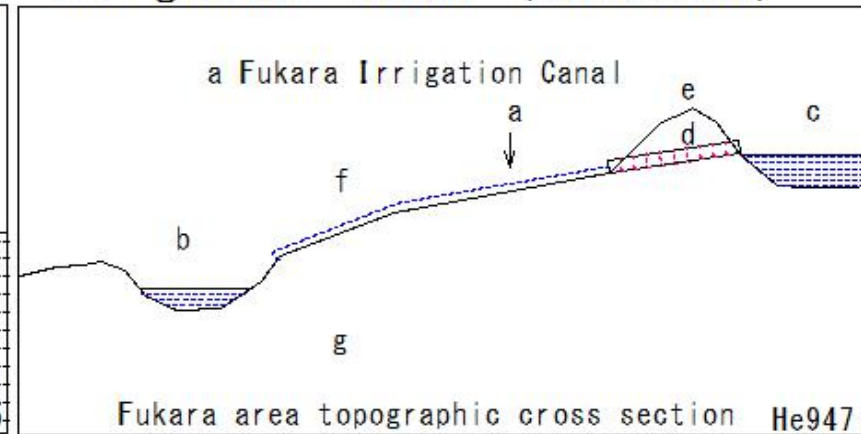 a Fukara Irrigation Canal
e
a
d
c
f
b
g
Fukara area topographic cross section He947